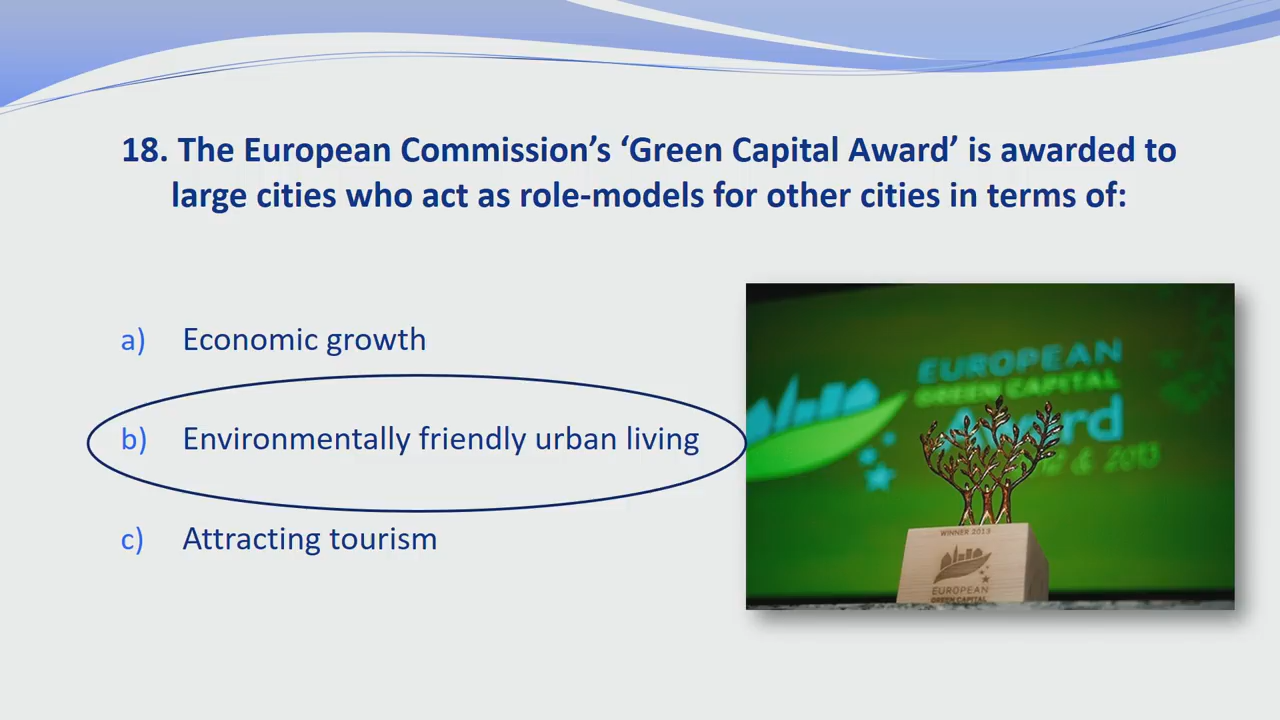 18. The European Commission’s ‘Green Capital Award’ is awarded to
large cities who act as role-models for other cities in terms of:
a) Economic growth
b) Environmentally friendly urban living
c) Attracting tourism
EUROPEAN
GREEN CAPITAL
Award
& 2013
WINNER 2013
EUROPEAN
GREEN CAPITAL